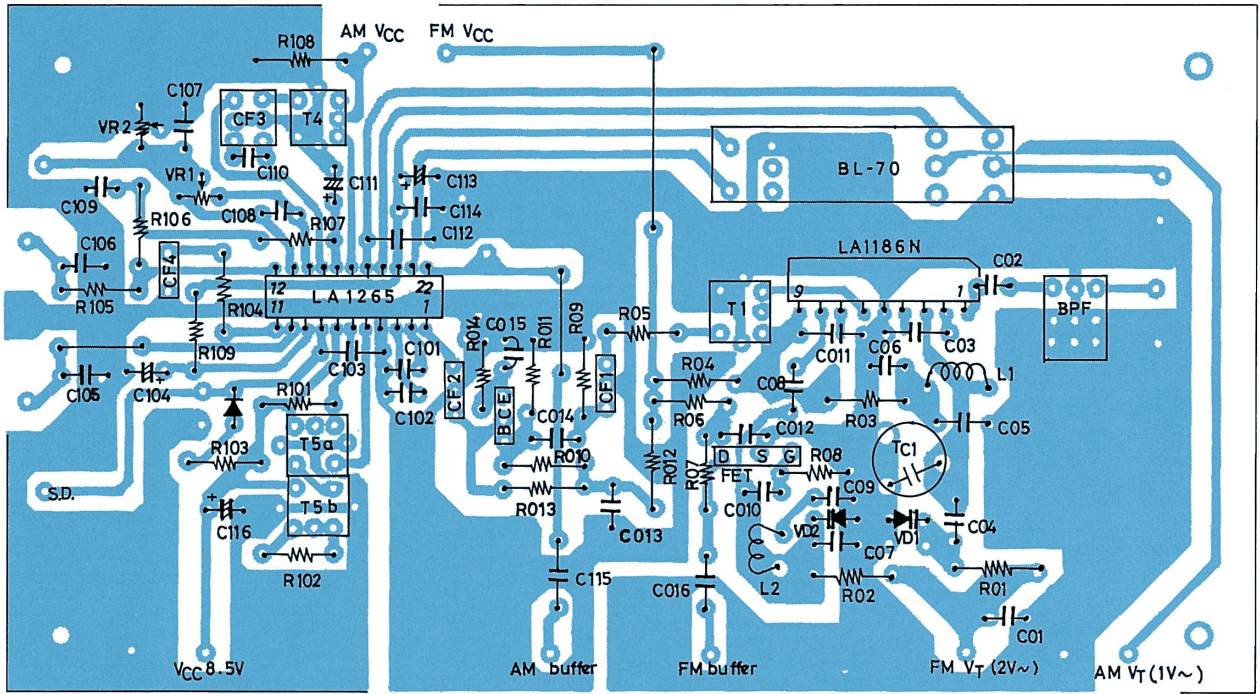 AM VCC
FM VCC
R108
C107
VR2
CF3
T4
C110
VR1
C111
C113
BL-70
C109
C108
C114
R106
R107
C112
C106
CF4
LA1186N
C02
R105
R104
12 22
LA1265
11 1
T1
9 1
BPF
R109
R014
C015
R011
R09
R05
C103
C101
C011
C06
C03
C105
C104
R101
C102
CF2
BCE
CF1
R04
C08
L1
R06
R03
C014
C012
C05
R103
T5a
R010
R012
R07
D S G
FET
R08
TC1
S.D.
T5b
R013
C010
C09
C116
C013
VD2
VD1
C04
C07
R102
C115
C016
L2
R02
R01
C01
VCC 8.5V
AM buffer
FM buffer
FM VT (2V~)
AM VT (1V~)